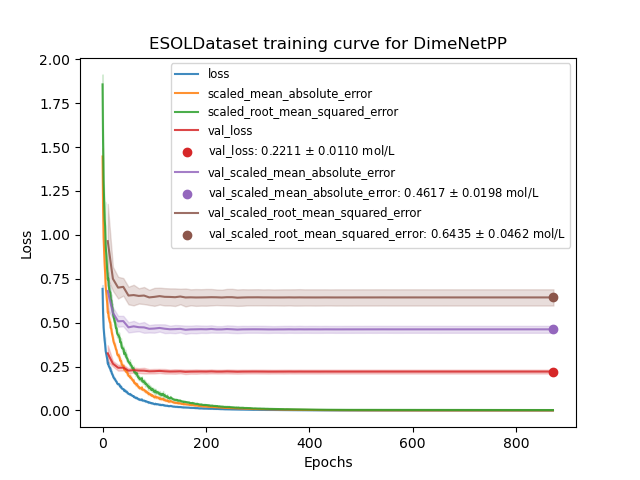 ESOLDataset training curve for DimeNetPP
2.00
1.75
1.50
1.25
1.00
0.75
0.50
0.25
0.00
Loss
loss
scaled_mean_absolute_error
scaled_root_mean_squared_error
val_loss
val_loss: 0.2211 ± 0.0110 mol/L
val_scaled_mean_absolute_error
val_scaled_mean_absolute_error: 0.4617 ± 0.0198 mol/L
val_scaled_root_mean_squared_error
val_scaled_root_mean_squared_error: 0.6435 ± 0.0462 mol/L
0 200 400 600 800
Epochs